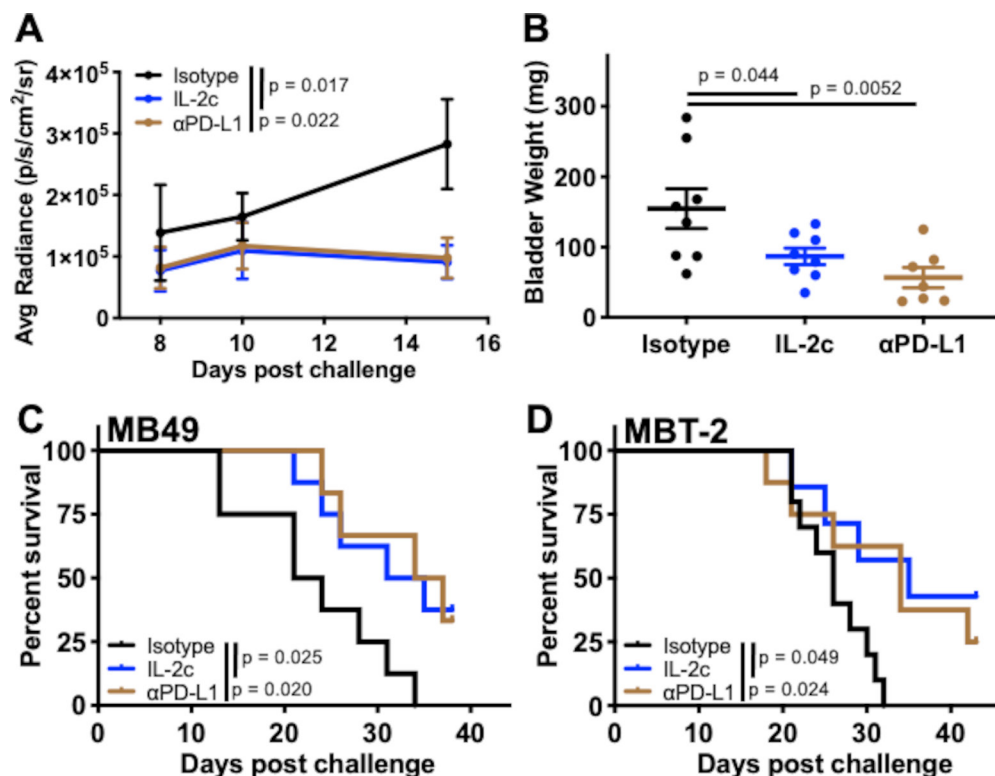 A
Avg Radiance (p/s/cm²/sr)
4×10⁵
3×10⁵
2×10⁵
1×10⁵
0
Isotype
IL-2c
αPD-L1
p = 0.017
p = 0.022
8
10
12
14
16
Days post challenge
B
Bladder Weight (mg)
300
200
100
0
p = 0.044
p = 0.0052
Isotype
IL-2c
αPD-L1
C
MB49
Percent survival
100
75
50
25
0
Isotype
IL-2c
αPD-L1
p = 0.025
p = 0.020
0
10
20
30
40
Days post challenge
D
MBT-2
Percent survival
100
75
50
25
0
Isotype
IL-2c
αPD-L1
p = 0.049
p = 0.024
0
10
20
30
40
Days post challenge